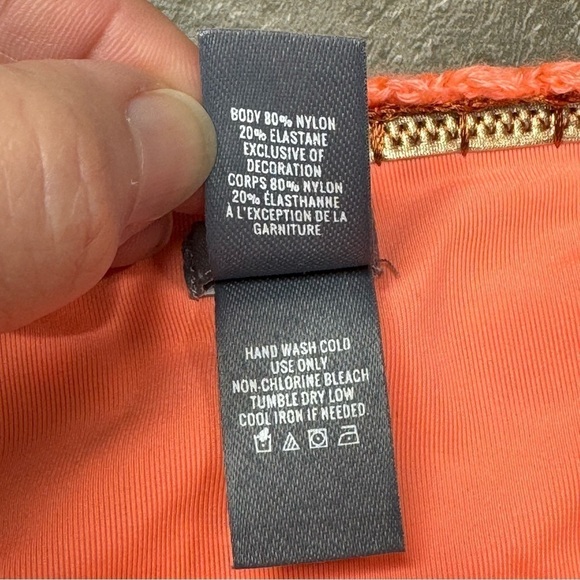 BODY 80% NYLON
20% ELASTANE
EXCLUSIVE OF
DECORATION
CORPS 80% NYLON
20% ÉLASTHANNE
À L'EXCEPTION DE LA
GARNITURE
HAND WASH COLD
USE ONLY
NON-CHLORINE BLEACH
TUMBLE DRY LOW
COOL IRON IF NEEDED.